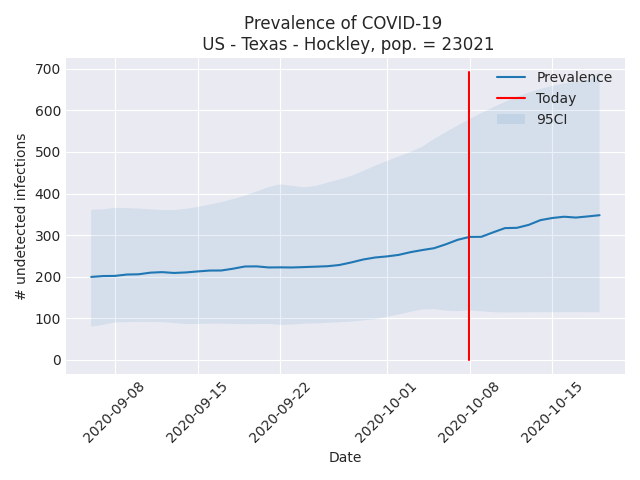 Prevalence of COVID-19
US - Texas - Hockley, pop. = 23021
Prevalence
Today
95CI
# undetected infections
700
600
500
400
300
200
100
0
2020-09-08
2020-09-15
2020-09-22
2020-10-01
2020-10-08
2020-10-15
Date